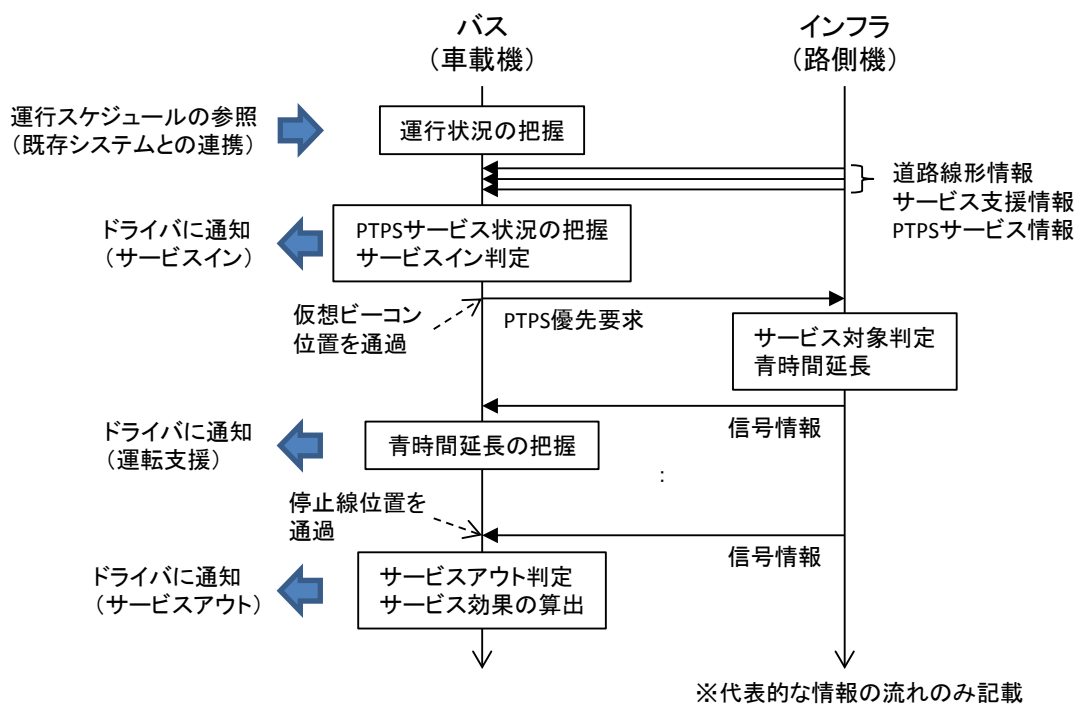 バス
（車載機）
インフラ
（路側機）
運行スケジュールの参照
（既存システムとの連携）
運行状況の把握
道路線形情報
サービス支援情報
PTPSサービス情報
ドライバに通知
（サービスイン）
PTPSサービス状況の把握
サービスイン判定
仮想ビーコン
位置を通過
PTPS優先要求
サービス対象判定
青時間延長
信号情報
ドライバに通知
（運転支援）
青時間延長の把握
：
停止線位置を
通過
信号情報
ドライバに通知
（サービスアウト）
サービスアウト判定
サービス効果の算出
※代表的な情報の流れのみ記載